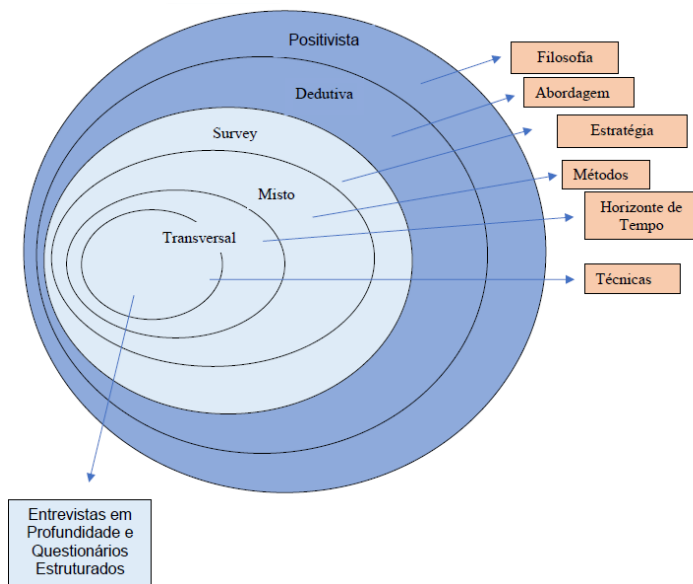 Positivista
Filosofia
Dedutiva
Abordagem
Survey
Estratégia
Métodos
Misto
Horizonte de
Tempo
Transversal
Técnicas
Entrevistas em
Profundidade e
Questionários
Estruturados